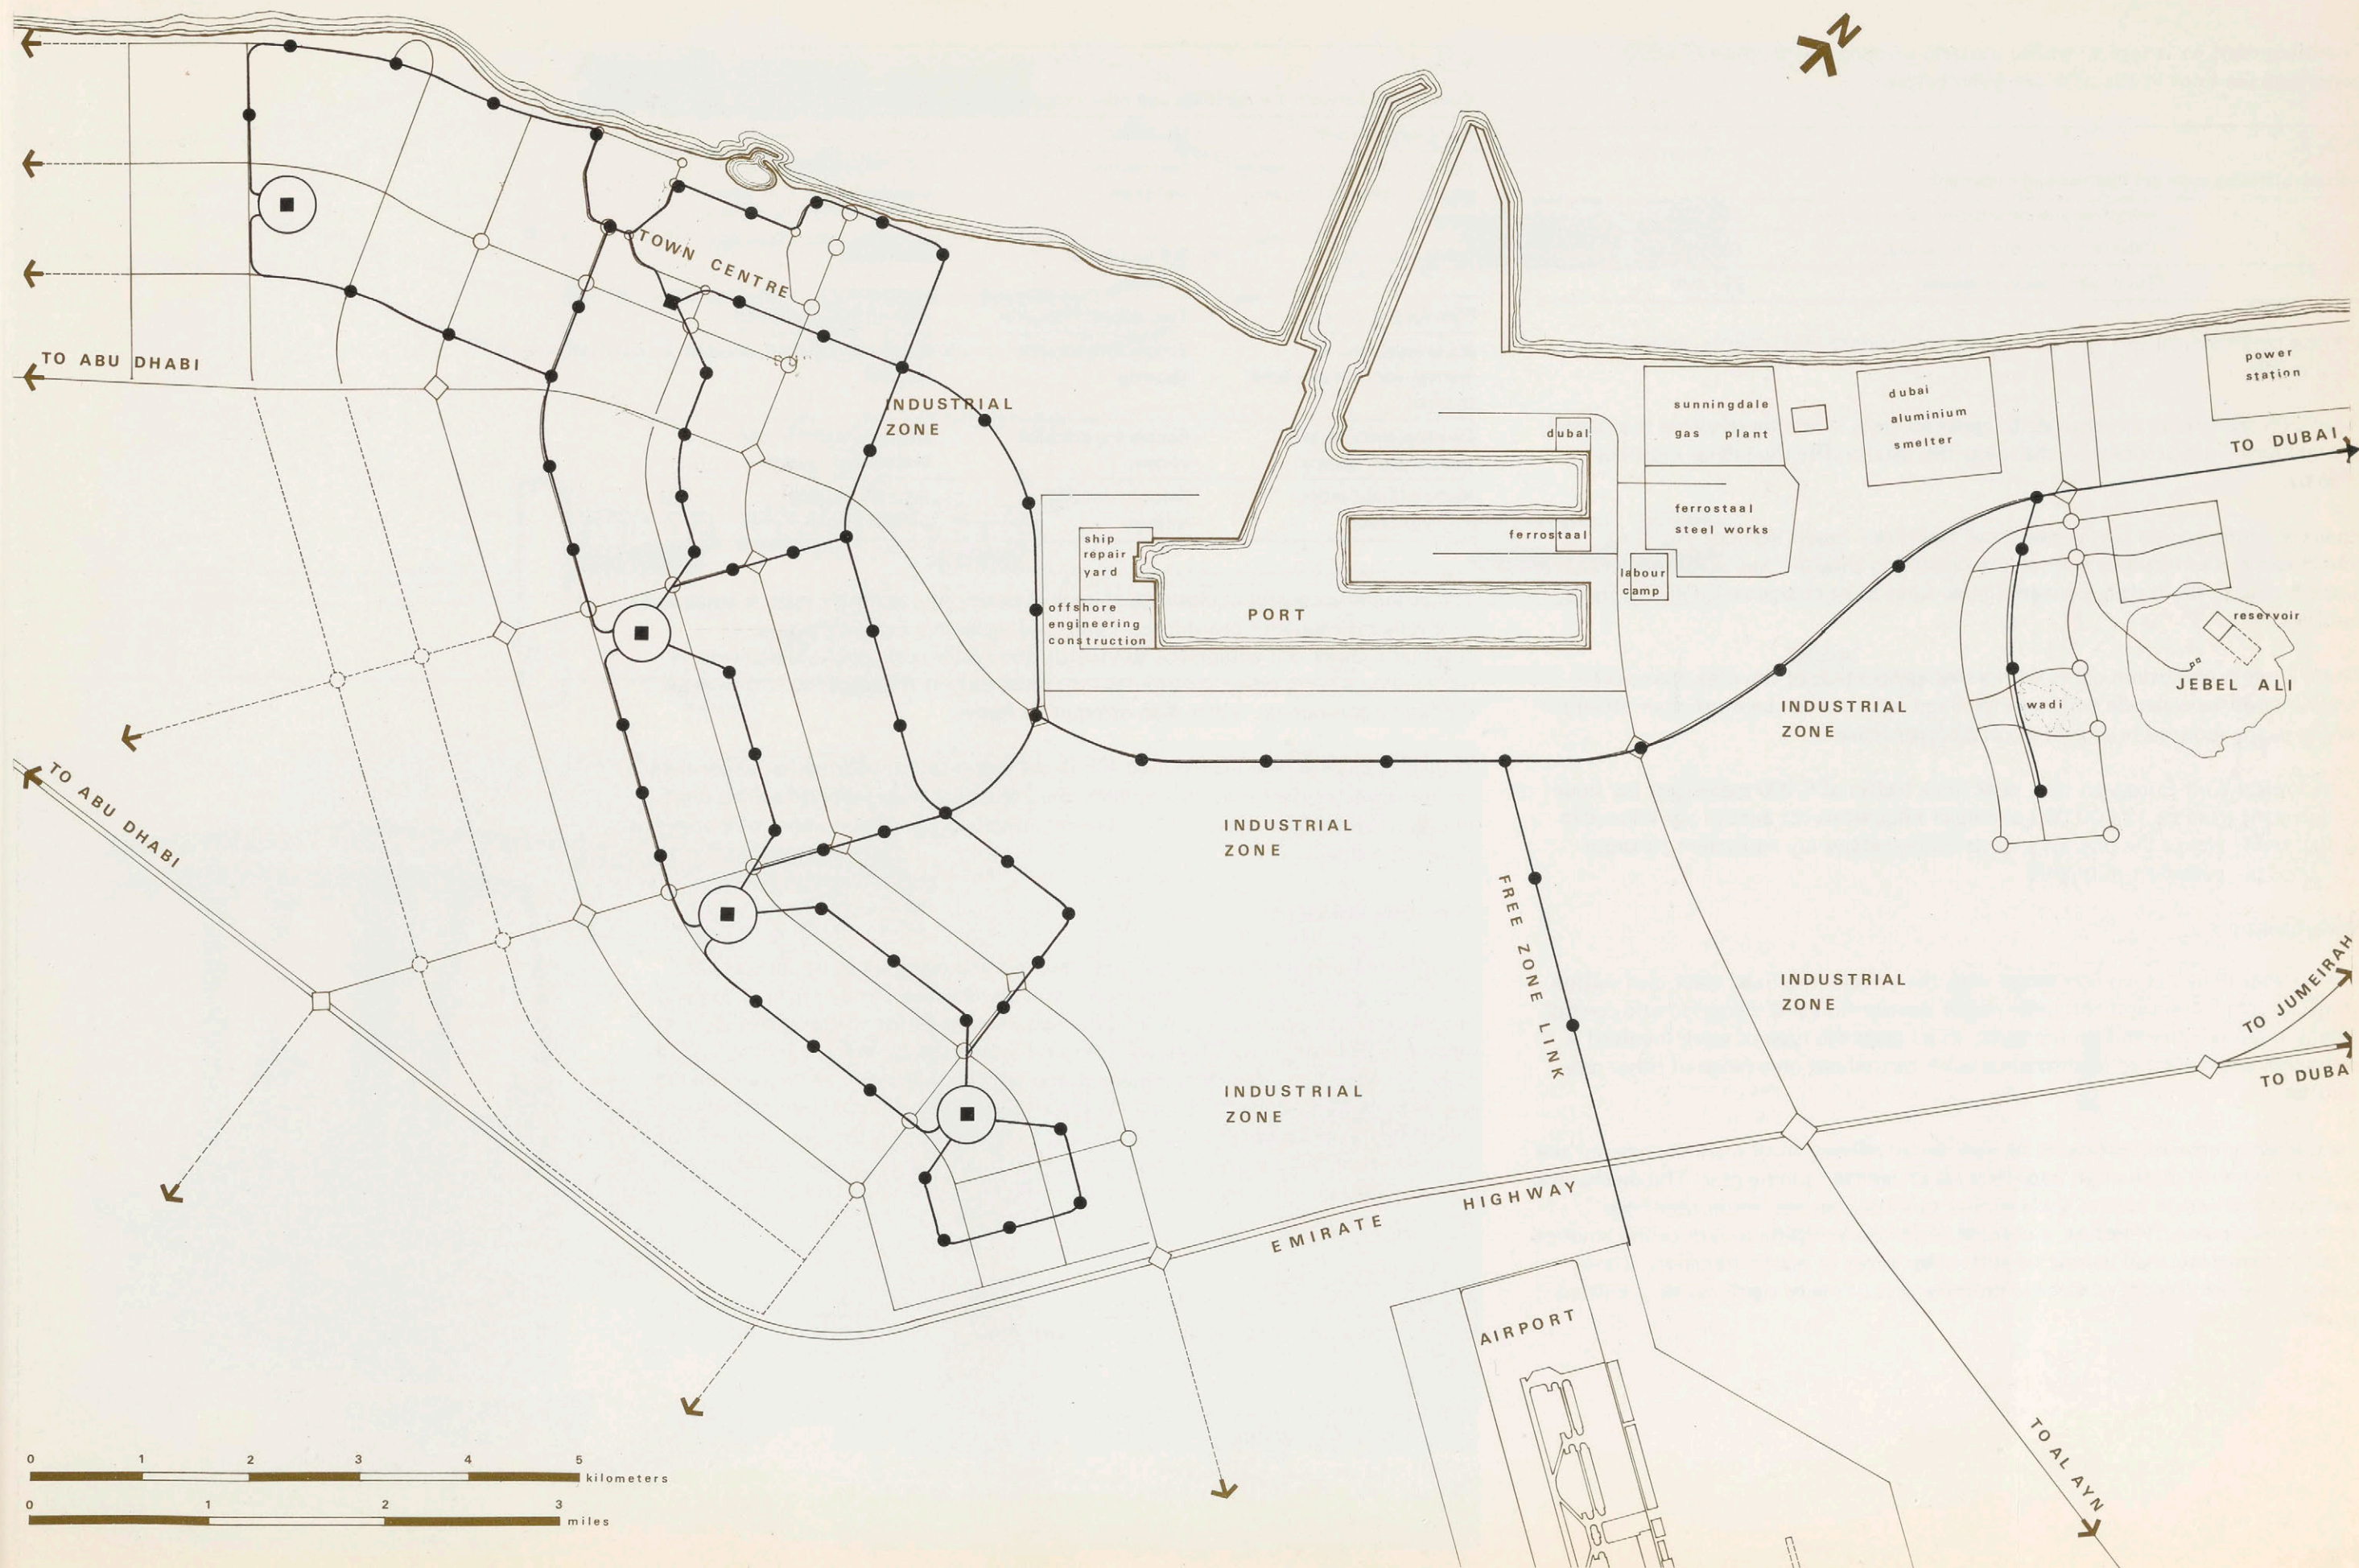 N
TOWN CENTRE
TO ABU DHABI
INDUSTRIAL
ZONE
power
station
dubai
aluminium
smelter
sunningdale
gas plant
dubal
TO DUBAI
ferrostaal
steel works
ferrostaal
ship
repair
yard
labour
camp
offshore
engineering
construction
PORT
reservoir
JEBEL ALI
wadi
INDUSTRIAL
ZONE
TO ABU DHABI
INDUSTRIAL
ZONE
FREE ZONE LINK
INDUSTRIAL
ZONE
TO JUMEIRAH
TO DUBA
INDUSTRIAL
ZONE
EMIRATE HIGHWAY
AIRPORT
TO AL AYN
0 1 2 3 4 5
kilometers
0 1 2 3
miles